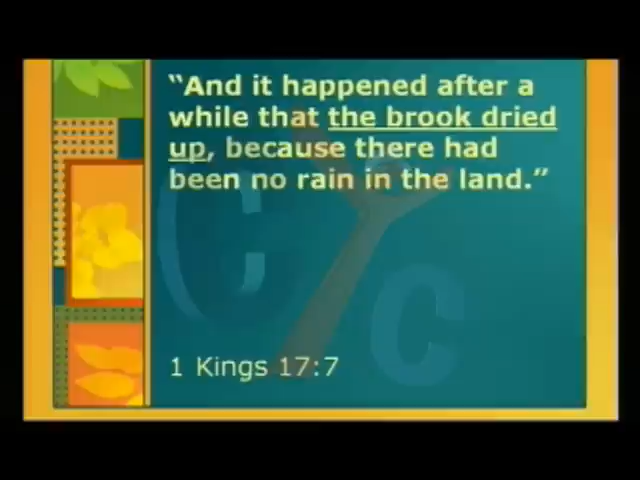 “And it happened after a
while that the brook dried
up, because there had
been no rain in the land.”
C C
1 Kings 17:7